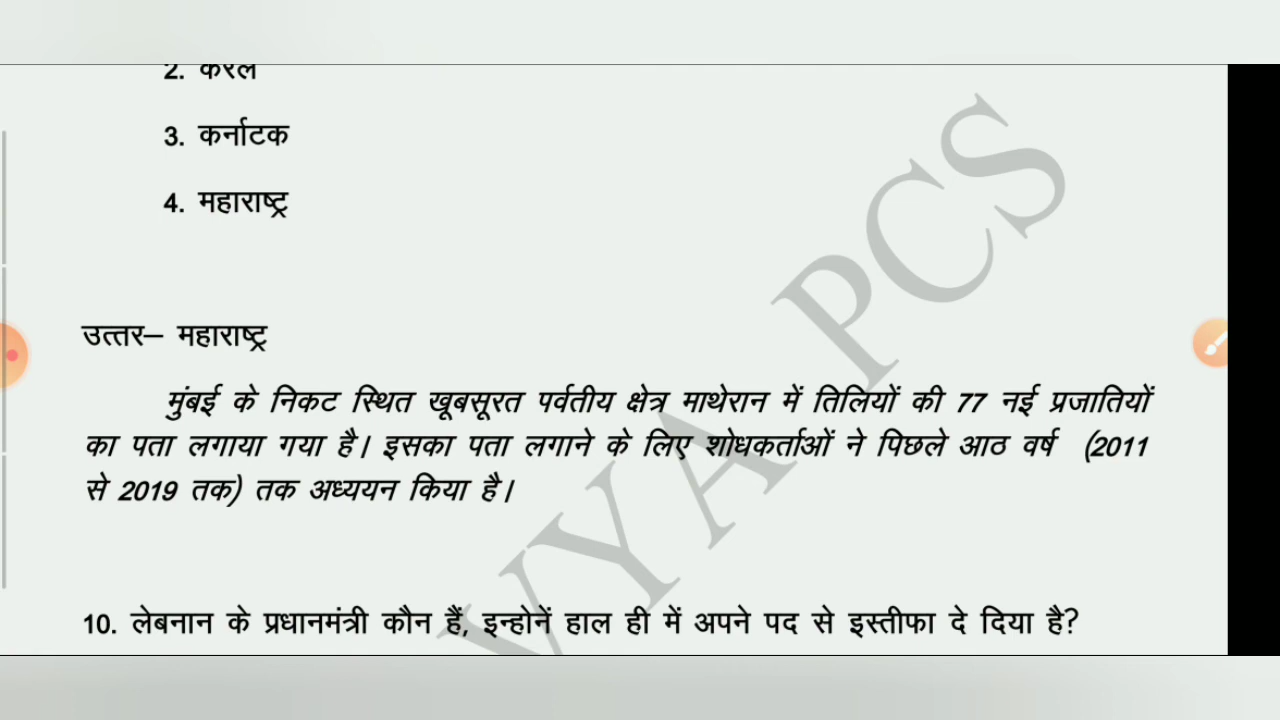 2. केरल
3. कर्नाटक
4. महाराष्ट्र
उत्तर– महाराष्ट्र
मुंबई के निकट स्थित खूबसूरत पर्वतीय क्षेत्र माथेरान में तिलियों की 77 नई प्रजातियों
का पता लगाया गया है। इसका पता लगाने के लिए शोधकर्ताओं ने पिछले आठ वर्ष (2011
से 2019 तक) तक अध्ययन किया है।
10. लेबनान के प्रधानमंत्री कौन हैं, इन्होनें हाल ही में अपने पद से इस्तीफा दे दिया है?
VYA PCS